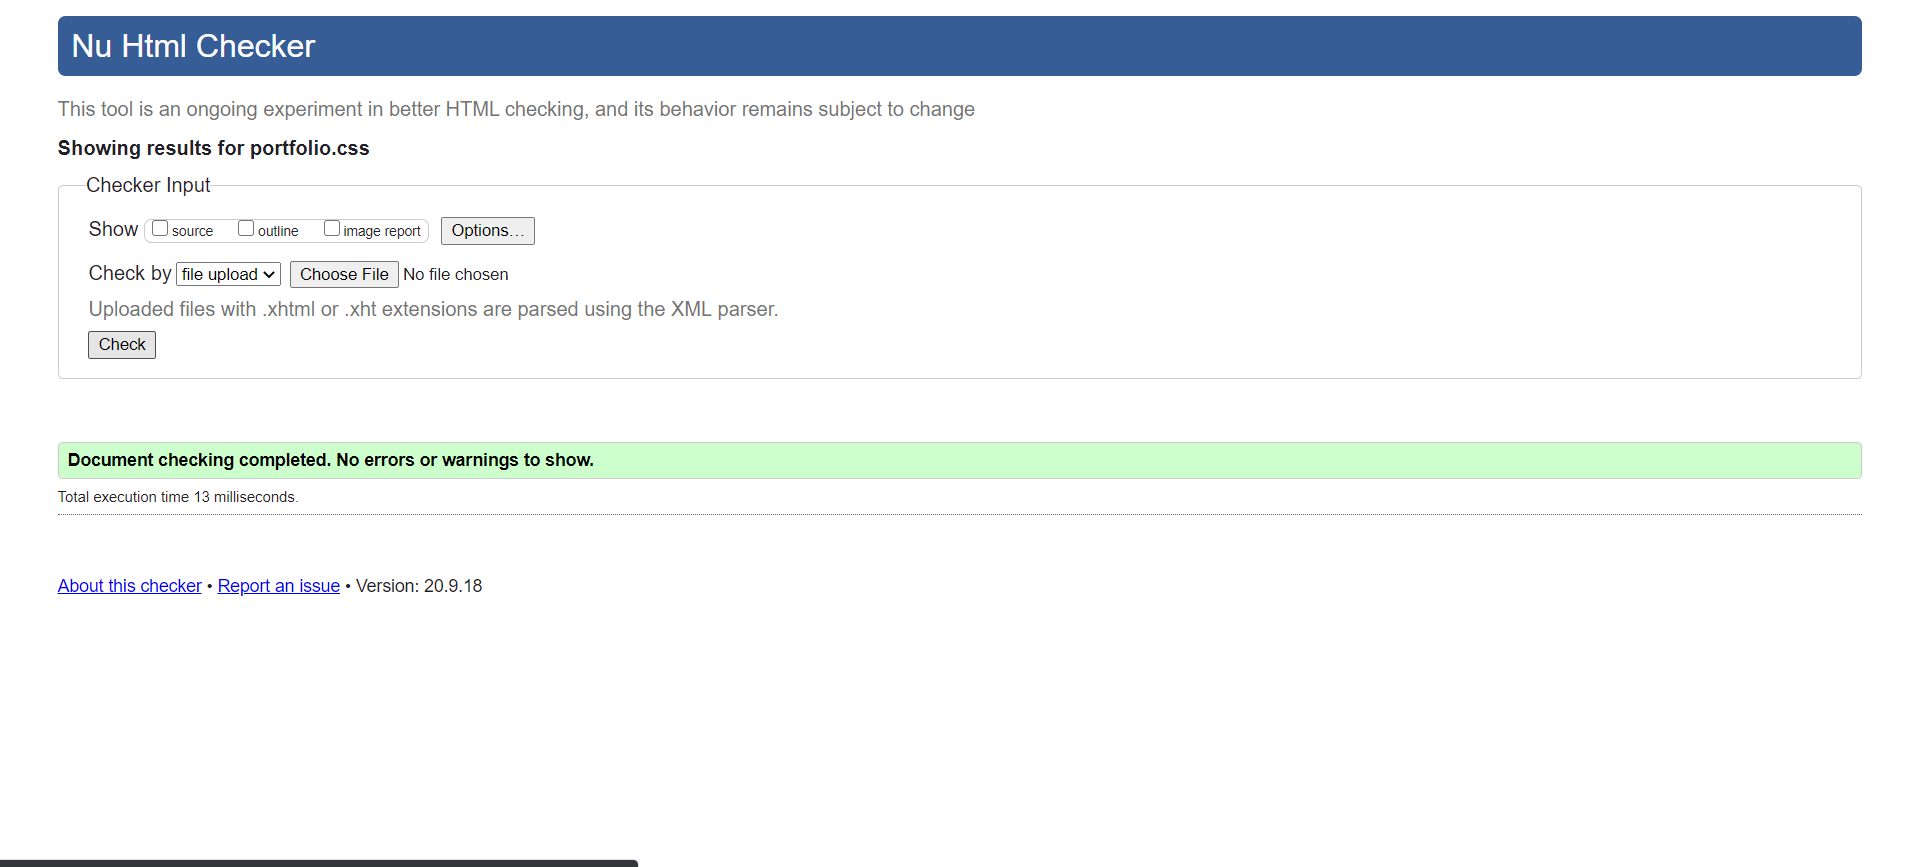 Nu Html Checker
This tool is an ongoing experiment in better HTML checking, and its behavior remains subject to change
Showing results for portfolio.css
Checker Input
Show source outline image report Options...
Check by file upload Choose File No file chosen
Uploaded files with .xhtml or .xht extensions are parsed using the XML parser.
Check
Document checking completed. No errors or warnings to show.
Total execution time 13 milliseconds.
About this checker • Report an issue • Version: 20.9.18